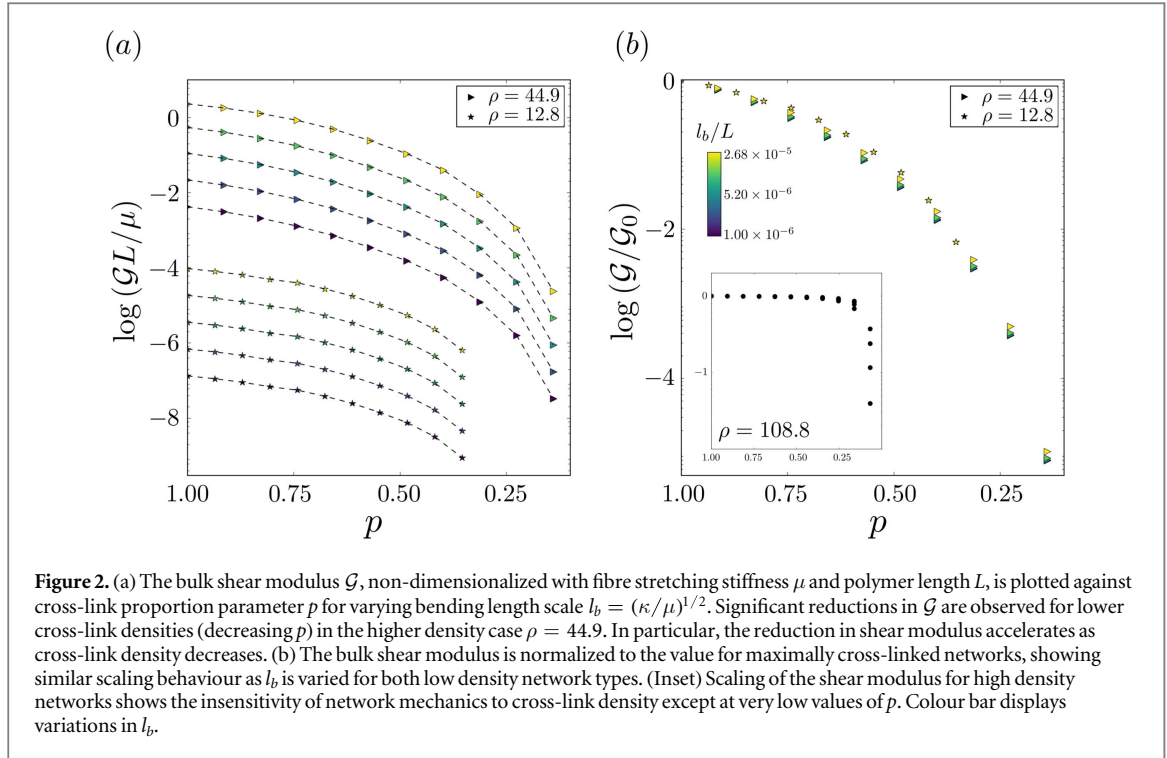 (a)
(b)
ρ = 44.9
ρ = 12.8
0
−2
−4
−6
−8
log (𝒢L/μ)
1.00 0.75 0.50 0.25
p
ρ = 44.9
ρ = 12.8
l_b/L
2.68 × 10⁻⁵
5.20 × 10⁻⁶
1.00 × 10⁻⁶
0
−2
−4
log (𝒢/𝒢₀)
0
−1
ρ = 108.8
1.00 0.75 0.50 0.25
1.00 0.75 0.50 0.25
p
Figure 2. (a) The bulk shear modulus 𝒢, non-dimensionalized with fibre stretching stiffness μ and polymer length L, is plotted against
cross-link proportion parameter p for varying bending length scale l_b = (κ/μ)^{1/2}. Significant reductions in 𝒢 are observed for lower
cross-link densities (decreasing p) in the higher density case ρ = 44.9. In particular, the reduction in shear modulus accelerates as
cross-link density decreases. (b) The bulk shear modulus is normalized to the value for maximally cross-linked networks, showing
similar scaling behaviour as l_b is varied for both low density network types. (Inset) Scaling of the shear modulus for high density
networks shows the insensitivity of network mechanics to cross-link density except at very low values of p. Colour bar displays
variations in l_b.